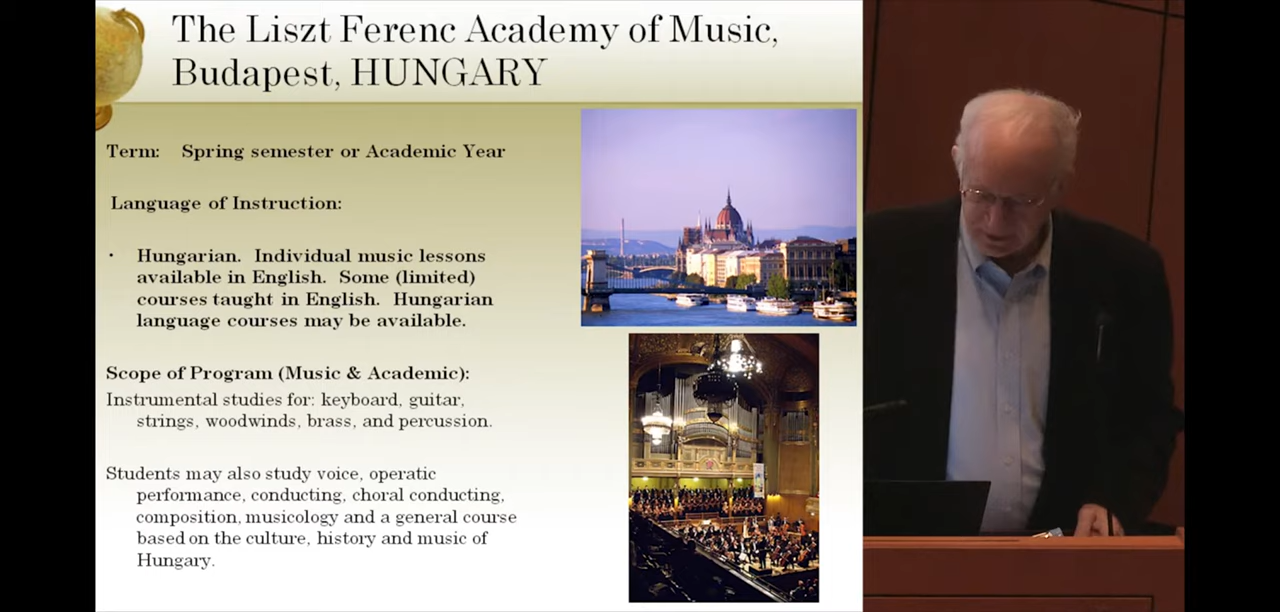 The Liszt Ferenc Academy of Music,
Budapest, HUNGARY
Term: Spring semester or Academic Year
Language of Instruction:
• Hungarian. Individual music lessons
available in English. Some (limited)
courses taught in English. Hungarian
language courses may be available.
Scope of Program (Music & Academic):
Instrumental studies for: keyboard, guitar,
strings, woodwinds, brass, and percussion.
Students may also study voice, operatic
performance, conducting, choral conducting,
composition, musicology and a general course
based on the culture, history and music of
Hungary.